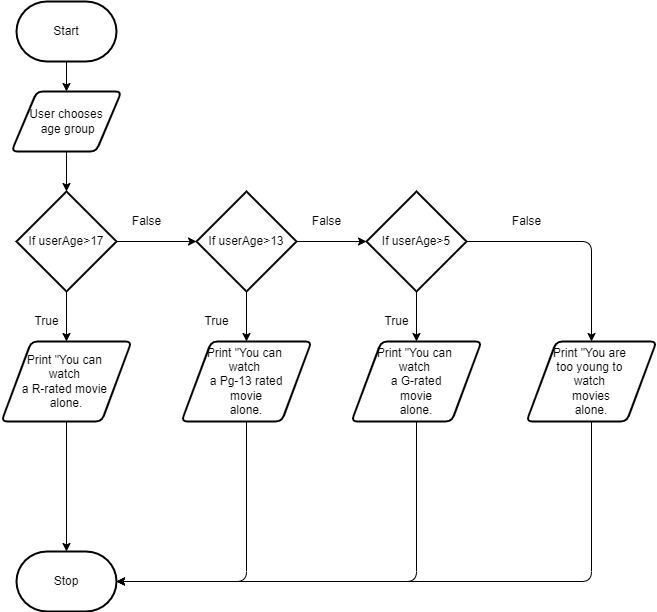 Start
User chooses
age group
If userAge>17
False
If userAge>13
False
If userAge>5
False
True
True
True
Print "You can
watch
a R-rated movie
alone.
Print "You can
watch
a Pg-13 rated
movie
alone.
Print "You can
watch
a G-rated
movie
alone.
Print "You are
too young to
watch
movies
alone.
Stop